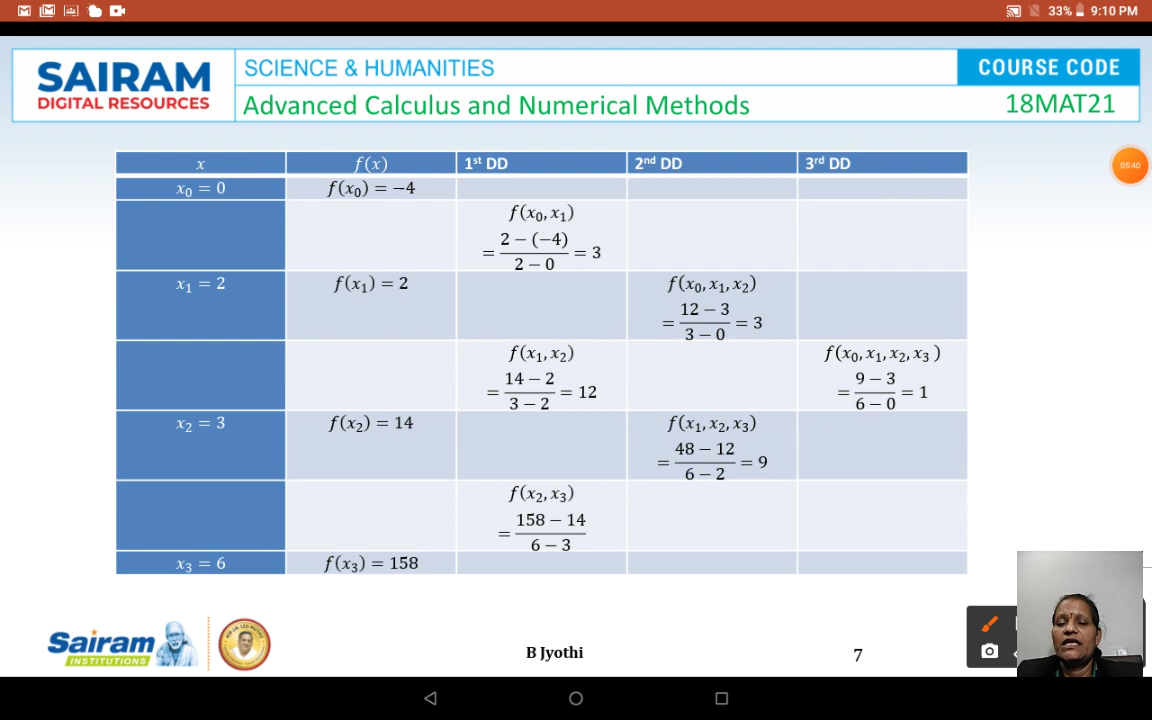 33% 9:10 PM
SAIRAM
DIGITAL RESOURCES
SCIENCE & HUMANITIES
COURSE CODE
Advanced Calculus and Numerical Methods
18MAT21
05:40
x f(x) 1st DD 2nd DD 3rd DD
x₀ = 0 f(x₀) = −4
f(x₀, x₁)
= (2 − (−4))/(2 − 0) = 3
x₁ = 2 f(x₁) = 2 f(x₀, x₁, x₂)
= (12 − 3)/(3 − 0) = 3
f(x₁, x₂) f(x₀, x₁, x₂, x₃ )
= (14 − 2)/(3 − 2) = 12 = (9 − 3)/(6 − 0) = 1
x₂ = 3 f(x₂) = 14 f(x₁, x₂, x₃)
= (48 − 12)/(6 − 2) = 9
f(x₂, x₃)
= (158 − 14)/(6 − 3)
x₃ = 6 f(x₃) = 158
Sairam
INSTITUTIONS
B Jyothi
7